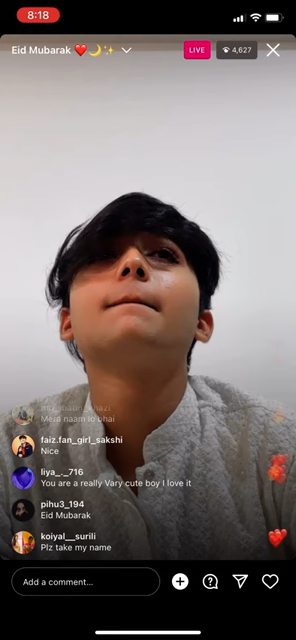 8:18
Eid Mubarak ❤️🌙✨
LIVE
4,627
Mera naam lo bhai
faiz.fan_girl_sakshi
Nice
liya_._716
You are a really Vary cute boy I love it
pihu3_194
Eid Mubarak
koiyal__surili
Plz take my name
Add a comment...